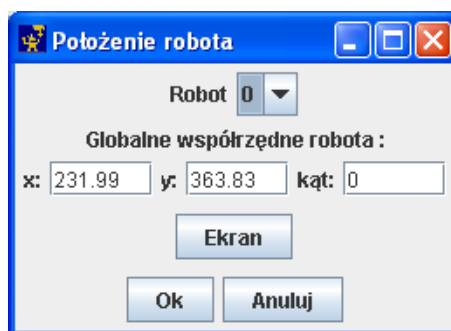 Położenie robota
Robot 0
Globalne współrzędne robota :
x: 231.99 y: 363.83 kąt: 0
Ekran
Ok Anuluj